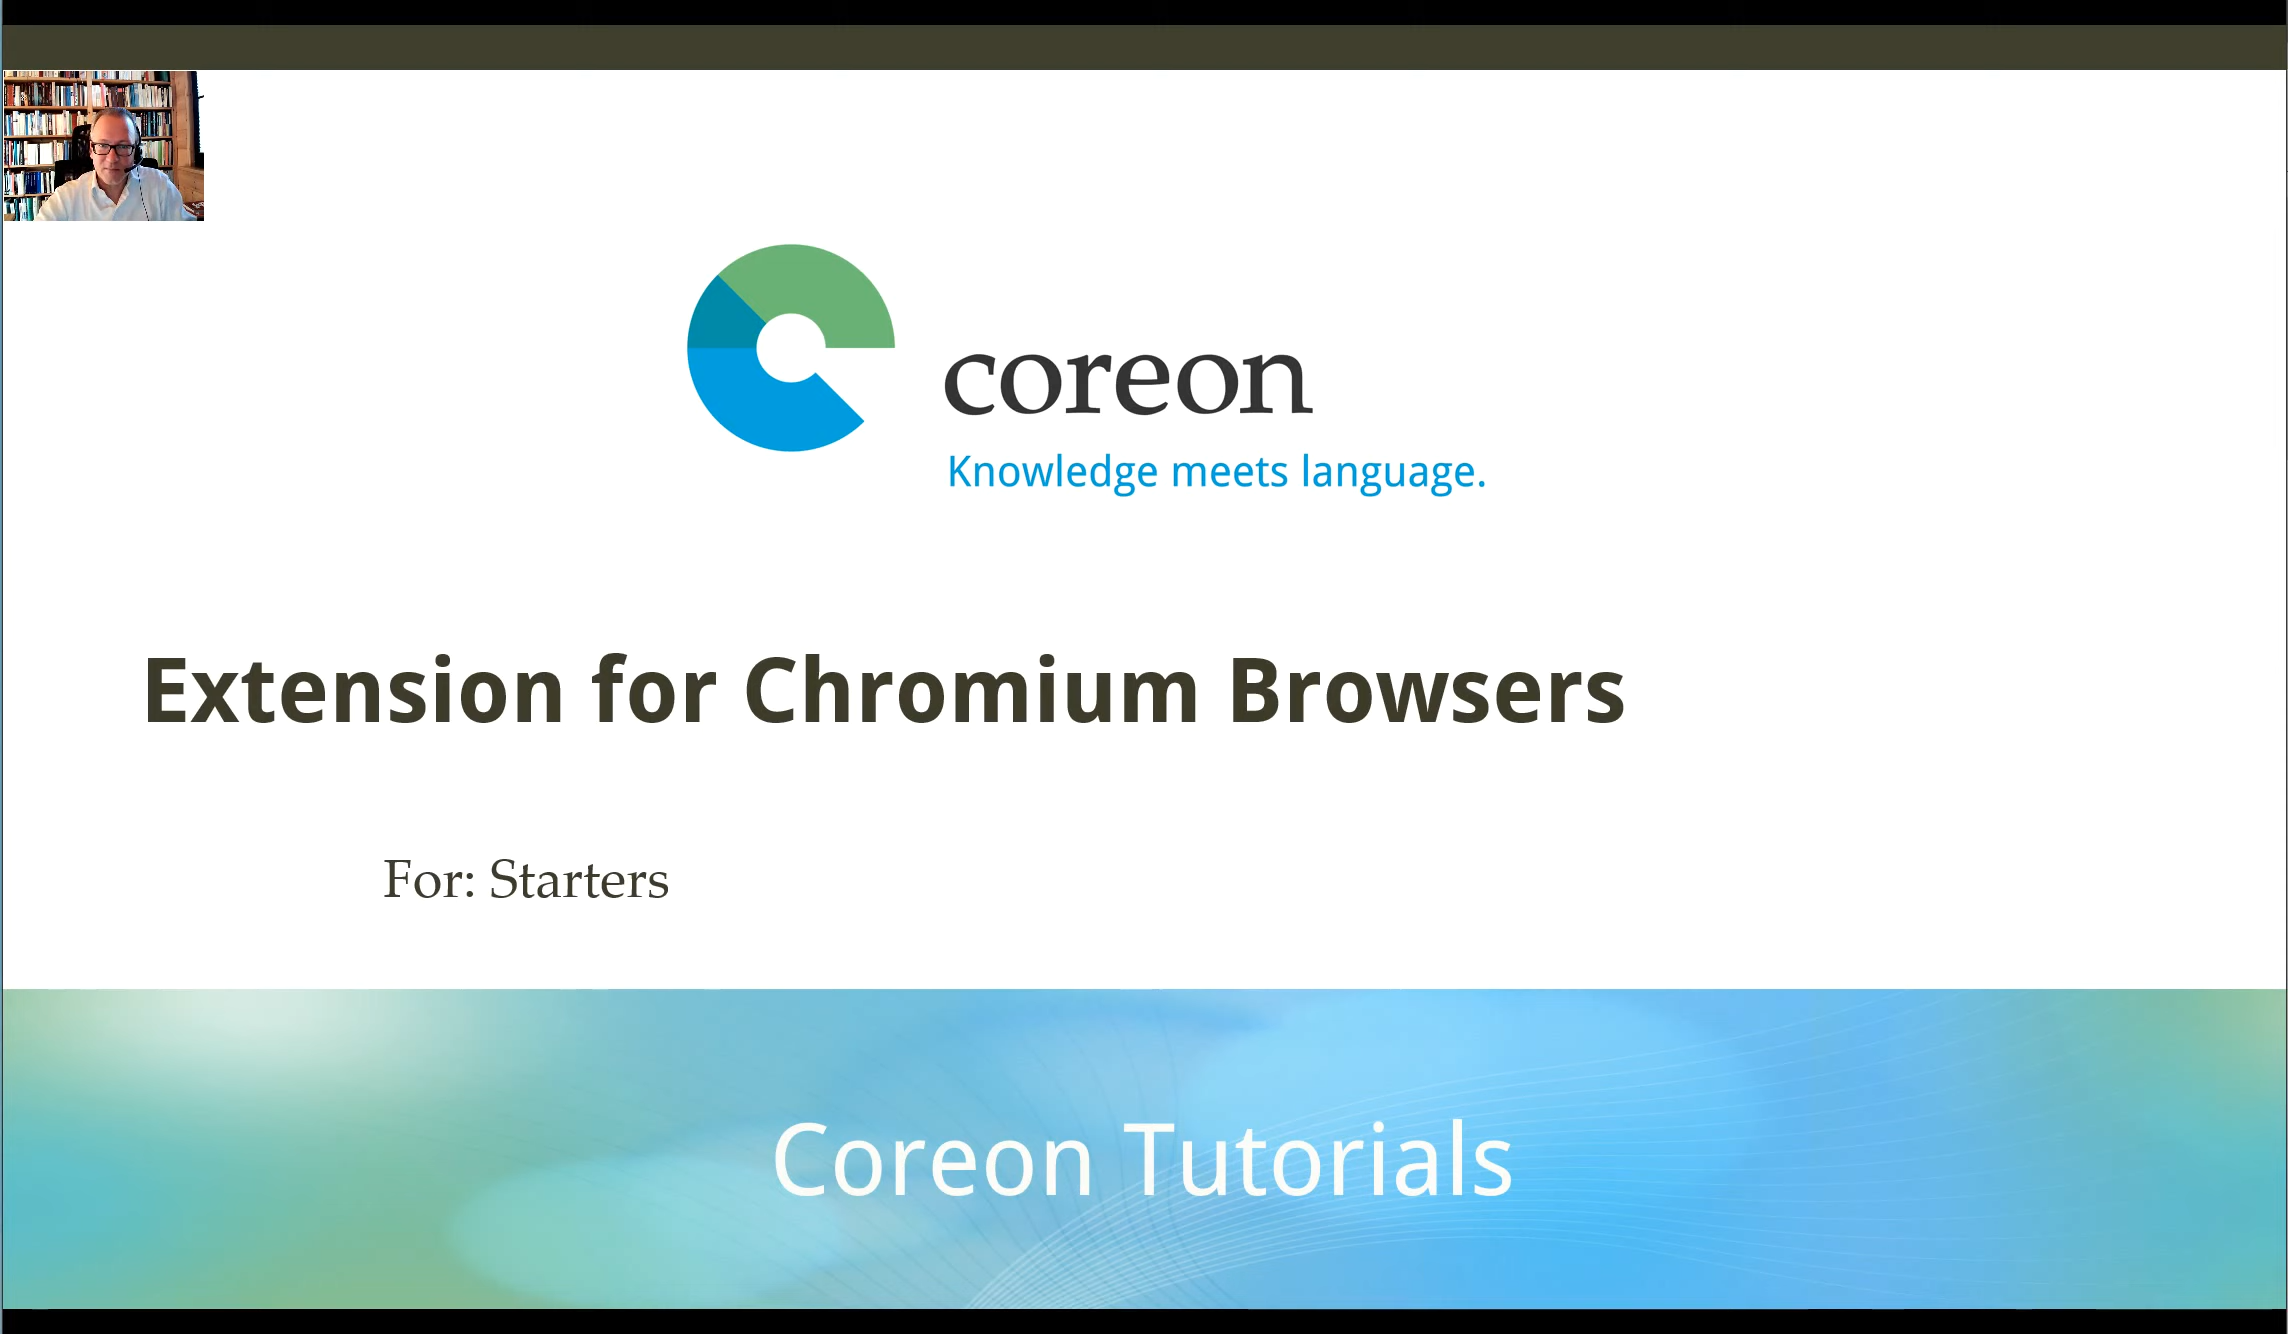 coreon
Knowledge meets language.
Extension for Chromium Browsers
For: Starters
Coreon Tutorials